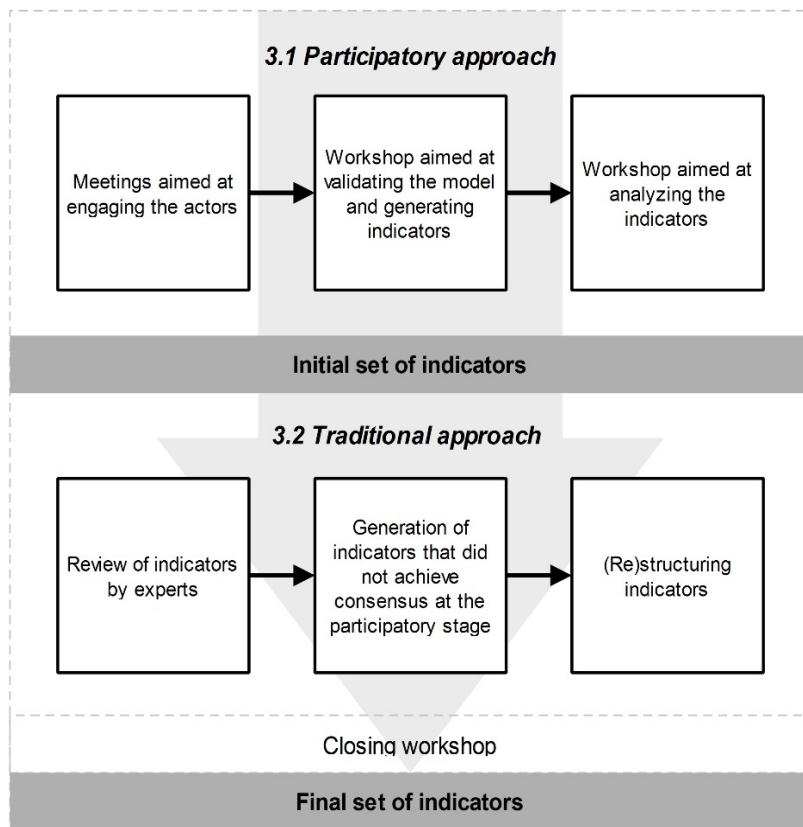 3.1 Participatory approach
Meetings aimed at
engaging the actors
Workshop aimed at
validating the model
and generating
indicators
Workshop aimed at
analyzing the
indicators
Initial set of indicators
3.2 Traditional approach
Review of indicators
by experts
Generation of
indicators that did
not achieve
consensus at the
participatory stage
(Re)structuring
indicators
Closing workshop
Final set of indicators